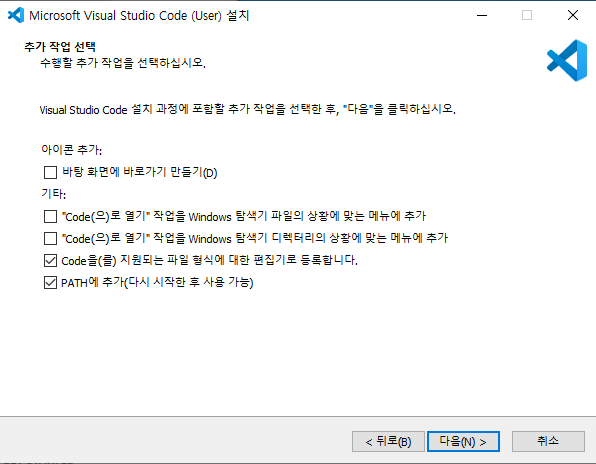 Microsoft Visual Studio Code (User) 설치
추가 작업 선택
수행할 추가 작업을 선택하십시오.
Visual Studio Code 설치 과정에 포함할 추가 작업을 선택한 후, "다음"을 클릭하십시오.
아이콘 추가:
바탕 화면에 바로가기 만들기(D)
기타:
"Code(으)로 열기" 작업을 Windows 탐색기 파일의 상황에 맞는 메뉴에 추가
"Code(으)로 열기" 작업을 Windows 탐색기 디렉터리의 상황에 맞는 메뉴에 추가
Code을(를) 지원되는 파일 형식에 대한 편집기로 등록합니다.
PATH에 추가(다시 시작한 후 사용 가능)
< 뒤로(B) 다음(N) > 취소